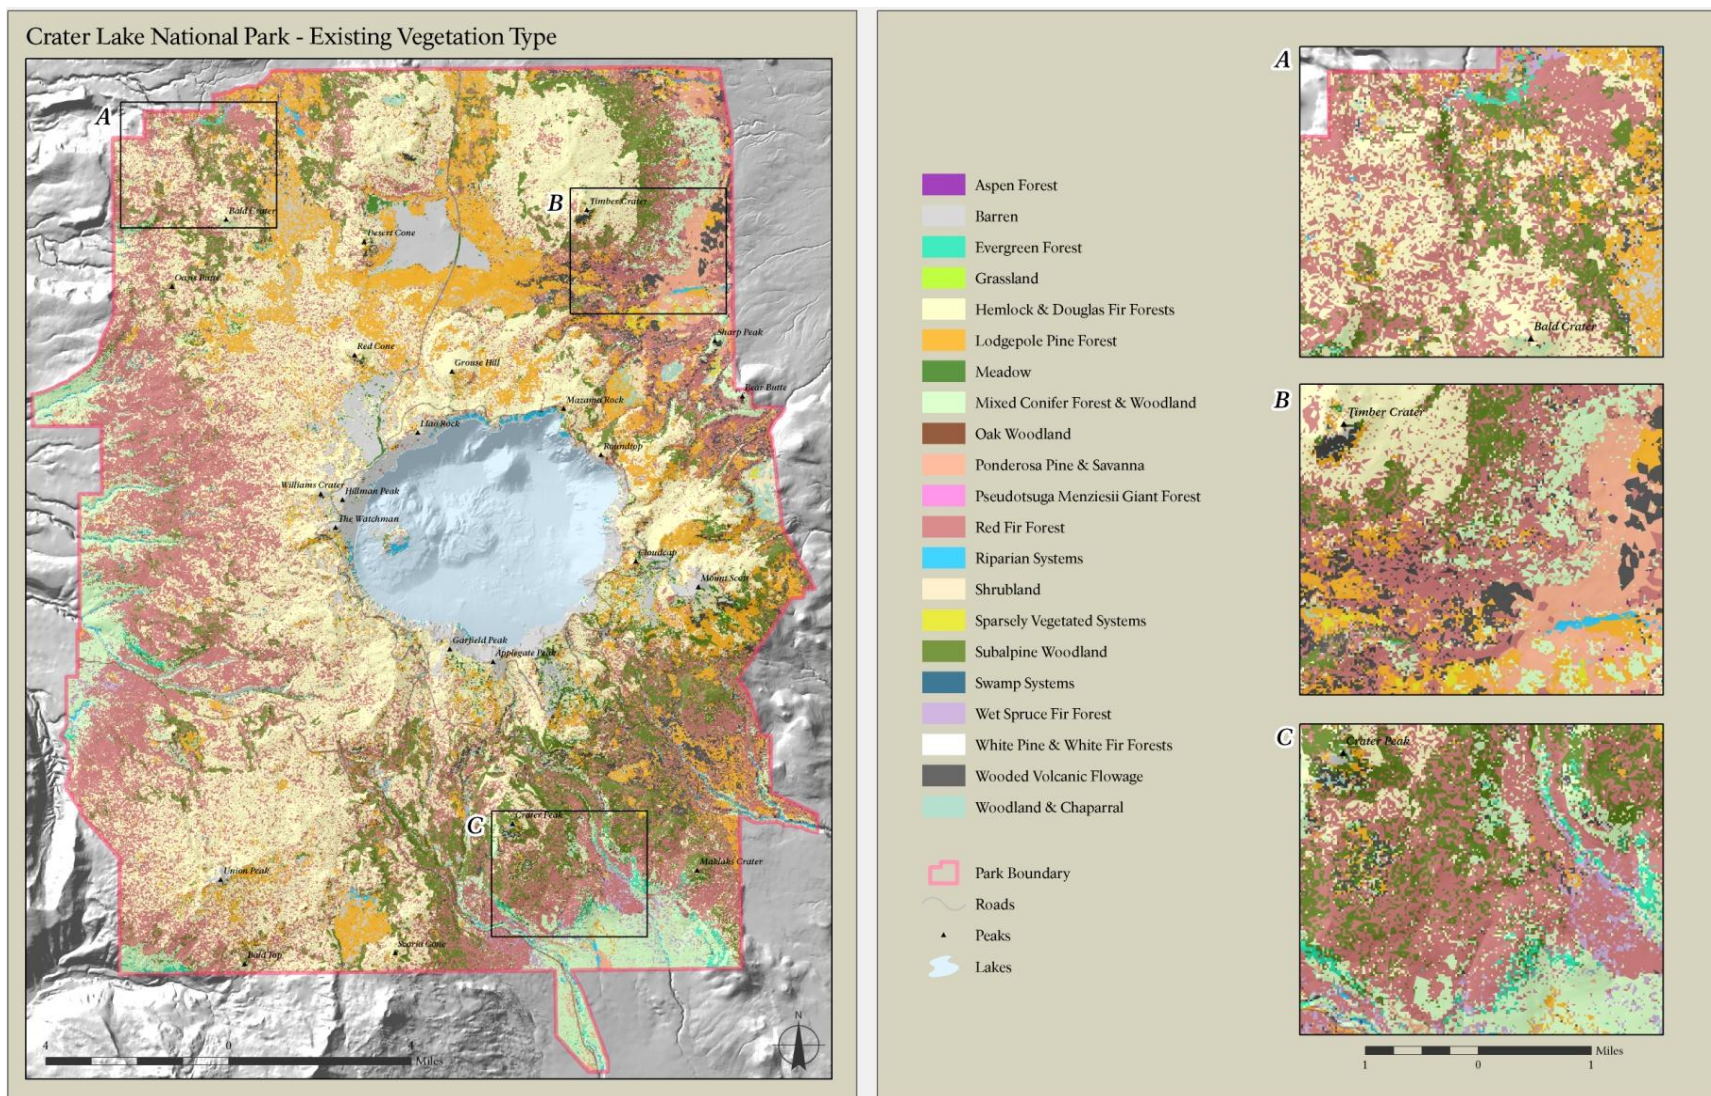 Crater Lake National Park - Existing Vegetation Type
A
B
Timber Crater
Bald Crater
Desert Cone
Oasis Butte
Sharp Peak
Red Cone
Grouse Hill
Bear Butte
Mazama Rock
Llao Rock
Roundtop
Williams Crater
Hillman Peak
The Watchman
Cloudcap
Mount Scott
Garfield Peak
Applegate Peak
C
Crater Peak
Maklaks Crater
Union Peak
Scoria Cone
Bald Top
N
4
0
4
Miles
Aspen Forest
Barren
Evergreen Forest
Grassland
Hemlock & Douglas Fir Forests
Lodgepole Pine Forest
Meadow
Mixed Conifer Forest & Woodland
Oak Woodland
Ponderosa Pine & Savanna
Pseudotsuga Menziesii Giant Forest
Red Fir Forest
Riparian Systems
Shrubland
Sparsely Vegetated Systems
Subalpine Woodland
Swamp Systems
Wet Spruce Fir Forest
White Pine & White Fir Forests
Wooded Volcanic Flowage
Woodland & Chaparral
Park Boundary
Roads
Peaks
Lakes
A
Bald Crater
B
Timber Crater
C
Crater Peak
Miles
1
0
1